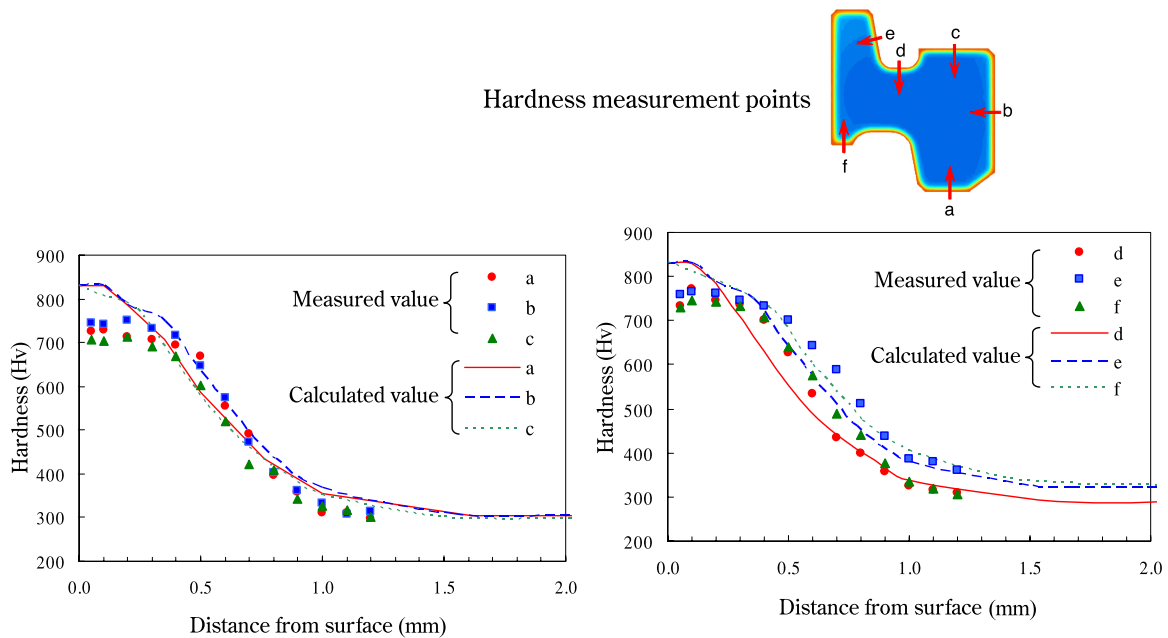 e
c
d
Hardness measurement points
b
f
a
900
800
700
600
500
400
300
200
Hardness (Hv)
Measured value
a
b
c
Calculated value
a
b
c
0.0
0.5
1.0
1.5
2.0
Distance from surface (mm)
900
800
700
600
500
400
300
200
Hardness (Hv)
Measured value
d
e
f
Calculated value
d
e
f
0.0
0.5
1.0
1.5
2.0
Distance from surface (mm)